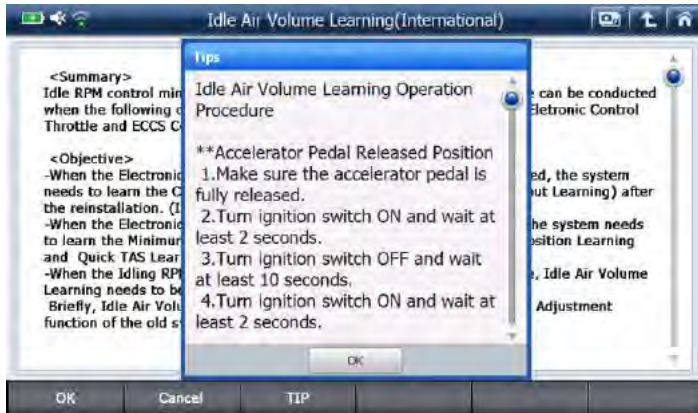 Idle Air Volume Learning(International)
<Summary>
Idle RPM control min
can be conducted
when the following
Eletronic Control
Throttle and ECCS
<Objective>
-When the Electronic
ed, the system
needs to learn the
ut Learning) after
the reinstallation.
-When the Electronic
he system needs
to learn the Minimur
osition Learning
and Quick TAS Lear
-When the Idling RP
, Idle Air Volume
Learning needs to be
Briefly, Idle Air Volu
Adjustment
function of the old
Tips
Idle Air Volume Learning Operation
Procedure
**Accelerator Pedal Released Position
1.Make sure the accelerator pedal is
fully released.
2.Turn ignition switch ON and wait at
least 2 seconds.
3.Turn ignition switch OFF and wait
at least 10 seconds.
4.Turn ignition switch ON and wait at
least 2 seconds.
OK
OK Cancel TIP